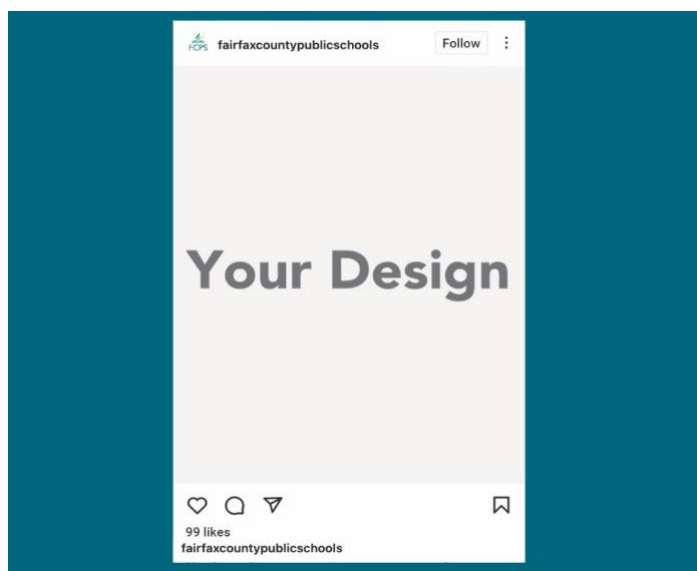 FCPS
fairfaxcountypublicschools
Follow
Your Design
99 likes
fairfaxcountypublicschools